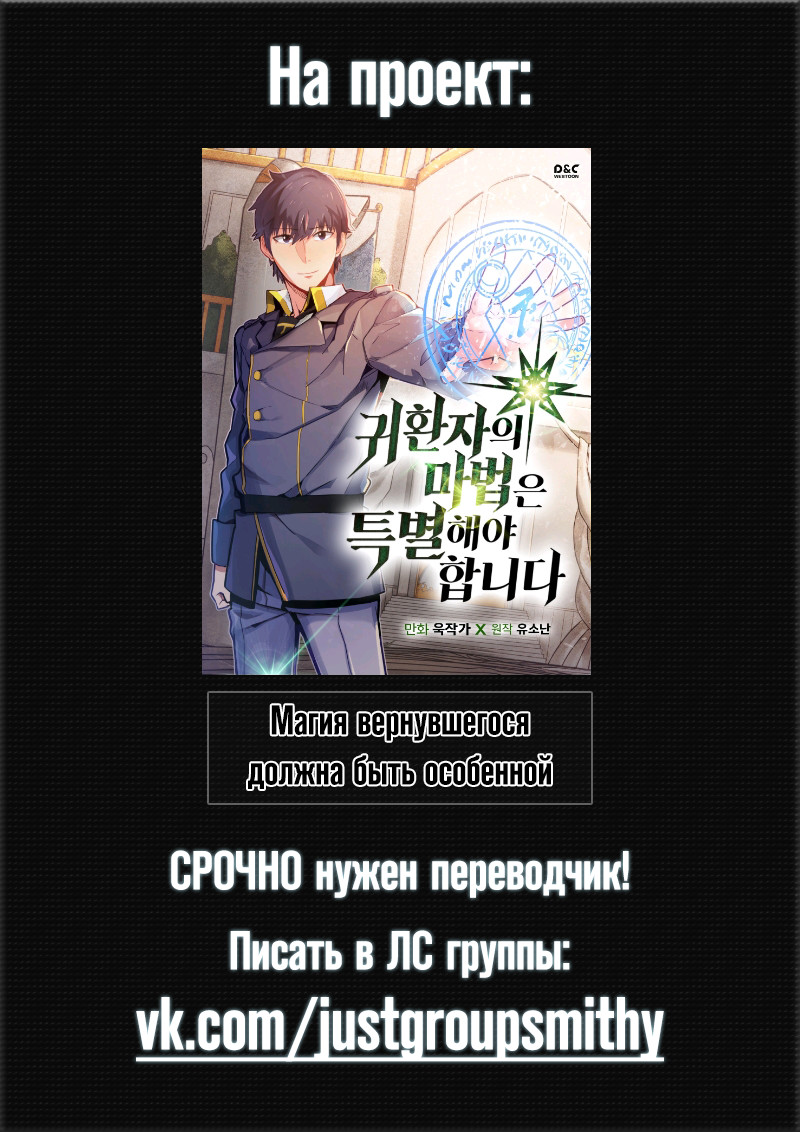 На проект:
D&C
WEBTOON
귀환자의
마법은
특별해야
합니다
만화 욱작가 X 원작 유소난
Магия вернувшегося
должна быть особенной
СРОЧНО нужен переводчик!
Писать в ЛС группы:
vk.com/justgroupsmithy